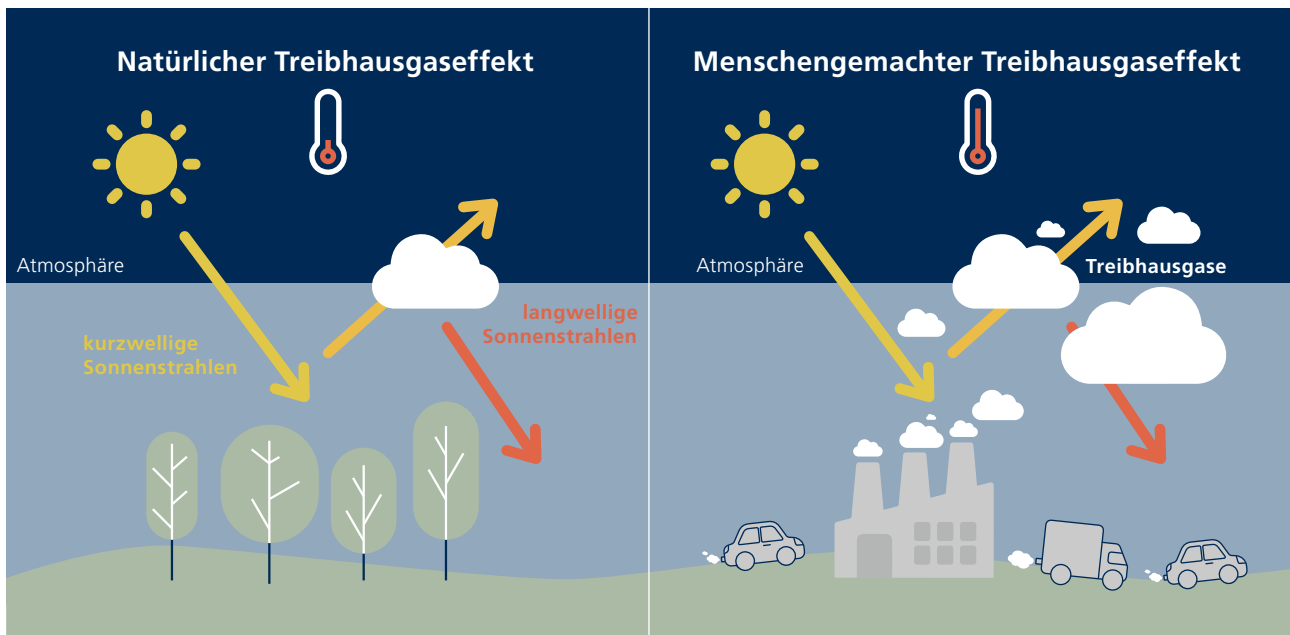 Natürlicher Treibhausgaseffekt
Atmosphäre
kurzwellige
Sonnenstrahlen
langwellige
Sonnenstrahlen
Menschengemachter Treibhausgaseffekt
Atmosphäre
Treibhausgase